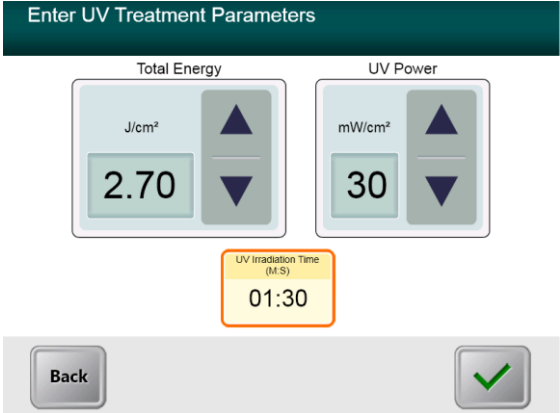 Enter UV Treatment Parameters
Total Energy
UV Power
J/cm²
mW/cm²
2.70
30
UV Irradiation Time
(M:S)
01:30
Back